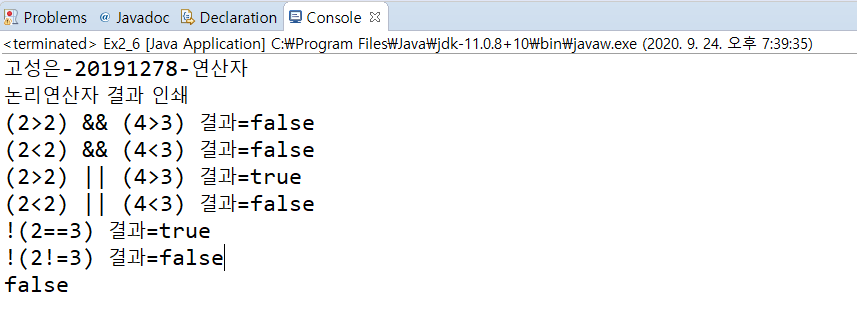 Problems @ Javadoc Declaration Console
<terminated> Ex2_6 [Java Application] C:₩Program Files₩Java₩jdk-11.0.8+10₩bin₩javaw.exe (2020. 9. 24. 오후 7:39:35)
고성은-20191278-연산자
논리연산자 결과 인쇄
(2>2) && (4>3) 결과=false
(2<2) && (4<3) 결과=false
(2>2) || (4>3) 결과=true
(2<2) || (4<3) 결과=false
!(2==3) 결과=true
!(2!=3) 결과=false
false